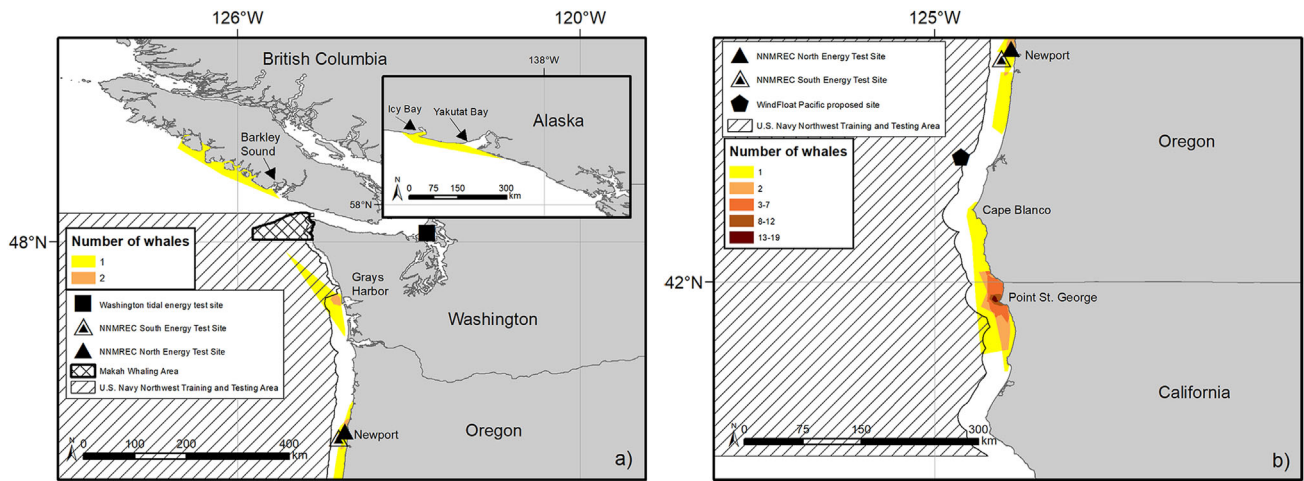 126°W
120°W
British Columbia
138°W
Icy Bay
Yakutat Bay
Alaska
0 75 150 300
km
N
58°N
Barkley
Sound
48°N
Number of whales
1
2
Washington tidal energy test site
NNMREC South Energy Test Site
NNMREC North Energy Test Site
Makah Whaling Area
U.S. Navy Northwest Training and Testing Area
Grays
Harbor
Washington
N
0 100 200 400
km
Newport
Oregon
a)
125°W
NNMREC North Energy Test Site
NNMREC South Energy Test Site
WindFloat Pacific proposed site
U.S. Navy Northwest Training and Testing Area
Newport
Number of whales
1
2
3-7
8-12
13-19
Oregon
Cape Blanco
42°N
Point St. George
California
N
0 75 150 300
km
b)